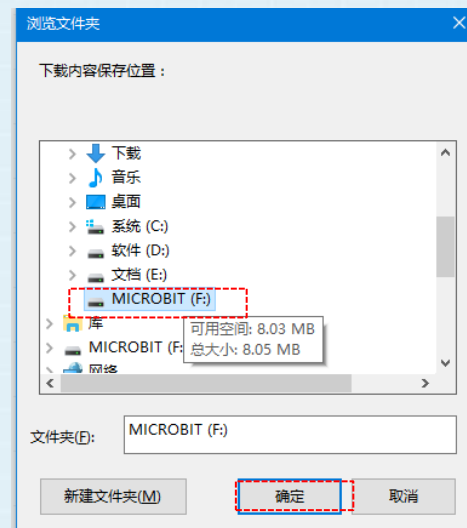 浏览文件夹
下载内容保存位置：
下载
音乐
桌面
系统 (C:)
软件 (D:)
文档 (E:)
MICROBIT (F:)
库
可用空间: 8.03 MB
MICROBIT (F:
总大小: 8.05 MB
网络
文件夹(F):
MICROBIT (F:)
新建文件夹(M)
确定
取消